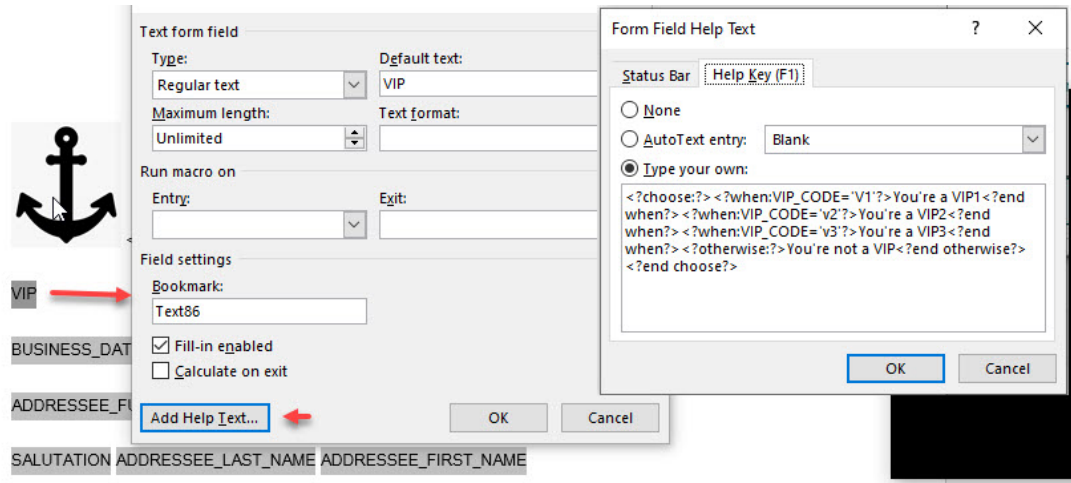 Text form field
Type:
Default text:
Regular text
VIP
Maximum length:
Text format:
Unlimited
Run macro on
Entry:
Exit:
Field settings
Bookmark:
Text86
Fill-in enabled
Calculate on exit
Add Help Text...
OK
Cancel
VIP
BUSINESS_DAT
ADDRESSEE_FU
SALUTATION ADDRESSEE_LAST_NAME ADDRESSEE_FIRST_NAME
Form Field Help Text
?
Status Bar
Help Key (F1)
None
AutoText entry:
Blank
Type your own:
<?choose:?><?when:VIP_CODE='V1'?>You're a VIP1<?end
when?><?when:VIP_CODE='v2'?>You're a VIP2<?end
when?><?when:VIP_CODE='v3'?>You're a VIP3<?end
when?><?otherwise:?>You're not a VIP<?end otherwise?>
<?end choose?>
OK
Cancel